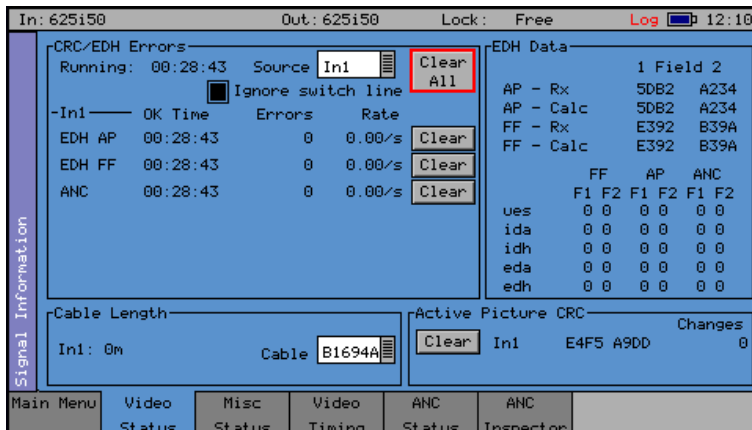 In: 625i50 Out: 625i50 Lock: Free Log 12:10
CRC/EDH Errors
Running: 00:28:43 Source In1 Clear All
Ignore switch line
In1 OK Time Errors Rate
EDH AP 00:28:43 0 0.00/s Clear
EDH FF 00:28:43 0 0.00/s Clear
ANC 00:28:43 0 0.00/s Clear
EDH Data
1 Field 2
AP - Rx 5DB2 A234
AP - Calc 5DB2 A234
FF - Rx E392 B39A
FF - Calc E392 B39A
FF AP ANC
F1 F2 F1 F2 F1 F2
ues 0 0 0 0 0 0
ida 0 0 0 0 0 0
idh 0 0 0 0 0 0
eda 0 0 0 0 0 0
edh 0 0 0 0 0 0
Signal Information
Cable Length
In1: 0m Cable B1694A
Active Picture CRC
Changes
Clear In1 E4F5 A9DD 0
Main Menu Video Status Misc Status Video Timing ANC Status ANC Inspector